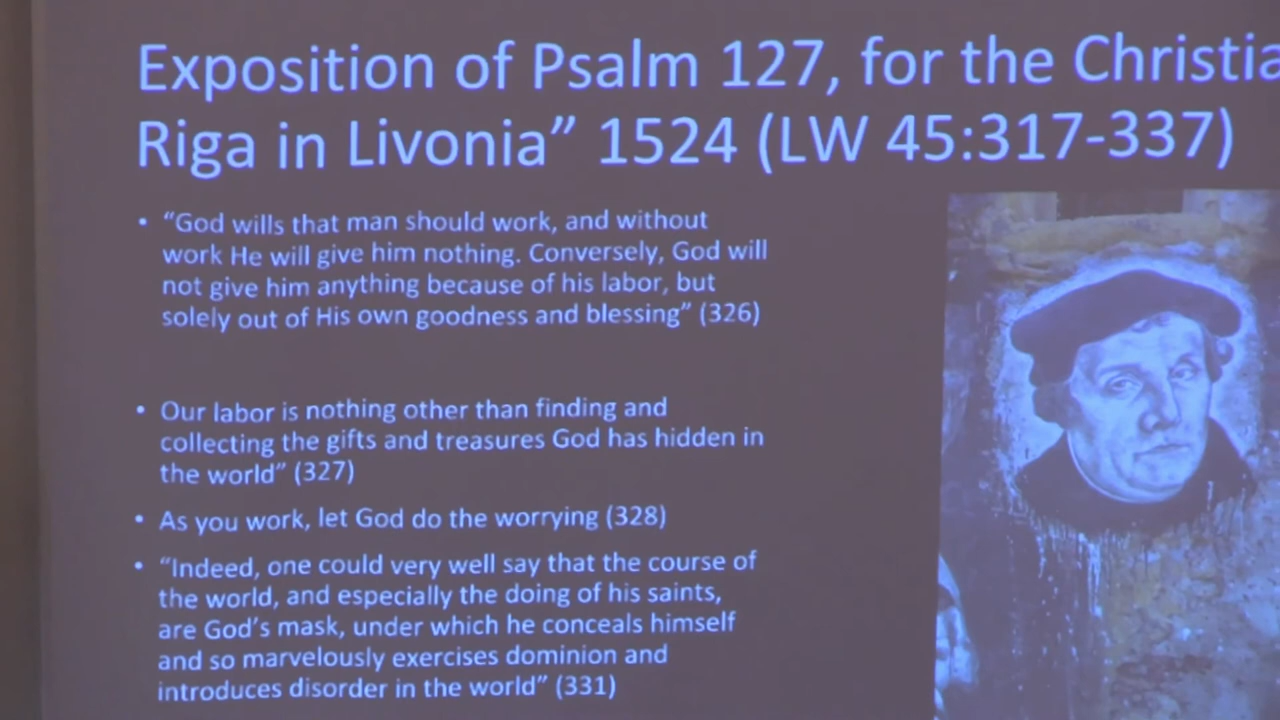 Exposition of Psalm 127, for the Christia
Riga in Livonia” 1524 (LW 45:317-337)
• “God wills that man should work, and without
work He will give him nothing. Conversely, God will
not give him anything because of his labor, but
solely out of His own goodness and blessing” (326)
• Our labor is nothing other than finding and
collecting the gifts and treasures God has hidden in
the world” (327)
• As you work, let God do the worrying (328)
• “Indeed, one could very well say that the course of
the world, and especially the doing of his saints,
are God’s mask, under which he conceals himself
and so marvelously exercises dominion and
introduces disorder in the world” (331)